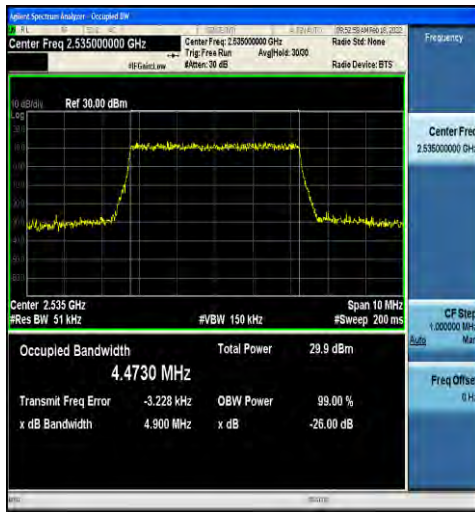 Agilent Spectrum Analyzer - Occupied BW
Center Freq 2.535000000 GHz
Center Freq: 2.535000000 GHz
Radio Std: None
Trig: Free Run
Avg|Hold: 30/30
#IFGain:Low
#Atten: 30 dB
Radio Device: BTS
Frequency
10 dB/div
Ref 30.00 dBm
Log
Center Freq
2.535000000 GHz
Center 2.535 GHz
Span 10 MHz
#Res BW 51 kHz
#VBW 150 kHz
#Sweep 200 ms
CF Step
1.000000 MHz
Auto
Man
Occupied Bandwidth
Total Power
29.9 dBm
4.4730 MHz
Transmit Freq Error
-3.228 kHz
OBW Power
99.00 %
x dB Bandwidth
4.900 MHz
x dB
-26.00 dB
Freq Offset
0 Hz